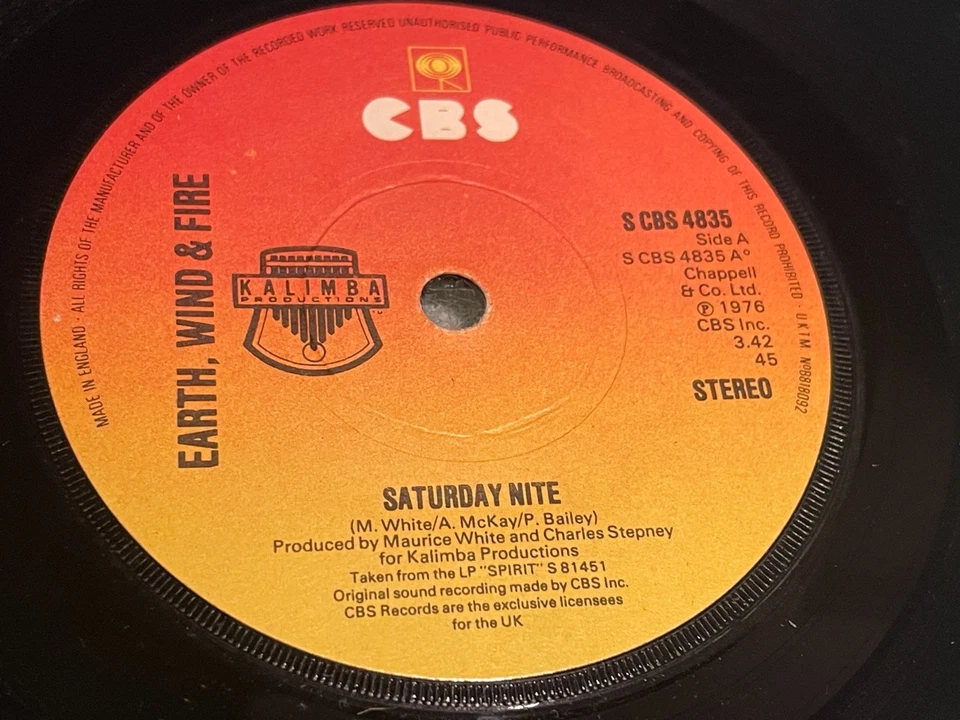 MADE IN ENGLAND · ALL RIGHTS OF THE MANUFACTURER AND OF THE OWNER OF THE RECORDED WORK RESERVED UNAUTHORISED PUBLIC PERFORMANCE BROADCASTING AND COPYING OF THIS RECORD PROHIBITED · UKTM NoB818092
CBS
EARTH, WIND & FIRE
KALIMBA
PRODUCTIONS
S CBS 4835
Side A
S CBS 4835 A°
Chappell
& Co. Ltd.
℗ 1976
CBS Inc.
3.42
45
STEREO
SATURDAY NITE
(M. White/A. McKay/P. Bailey)
Produced by Maurice White and Charles Stepney
for Kalimba Productions
Taken from the LP "SPIRIT" S 81451
Original sound recording made by CBS Inc.
CBS Records are the exclusive licensees
for the UK